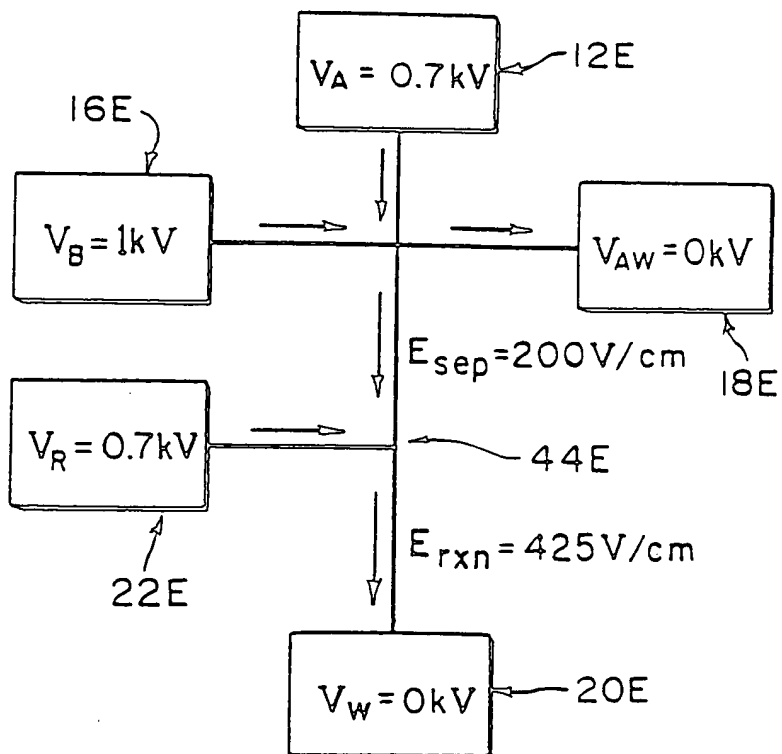 12E
V_A = 0.7kV
16E
V_B = 1kV
V_AW = 0kV
18E
E_sep = 200V/cm
V_R = 0.7kV
44E
22E
E_rxn = 425V/cm
V_W = 0kV
20E